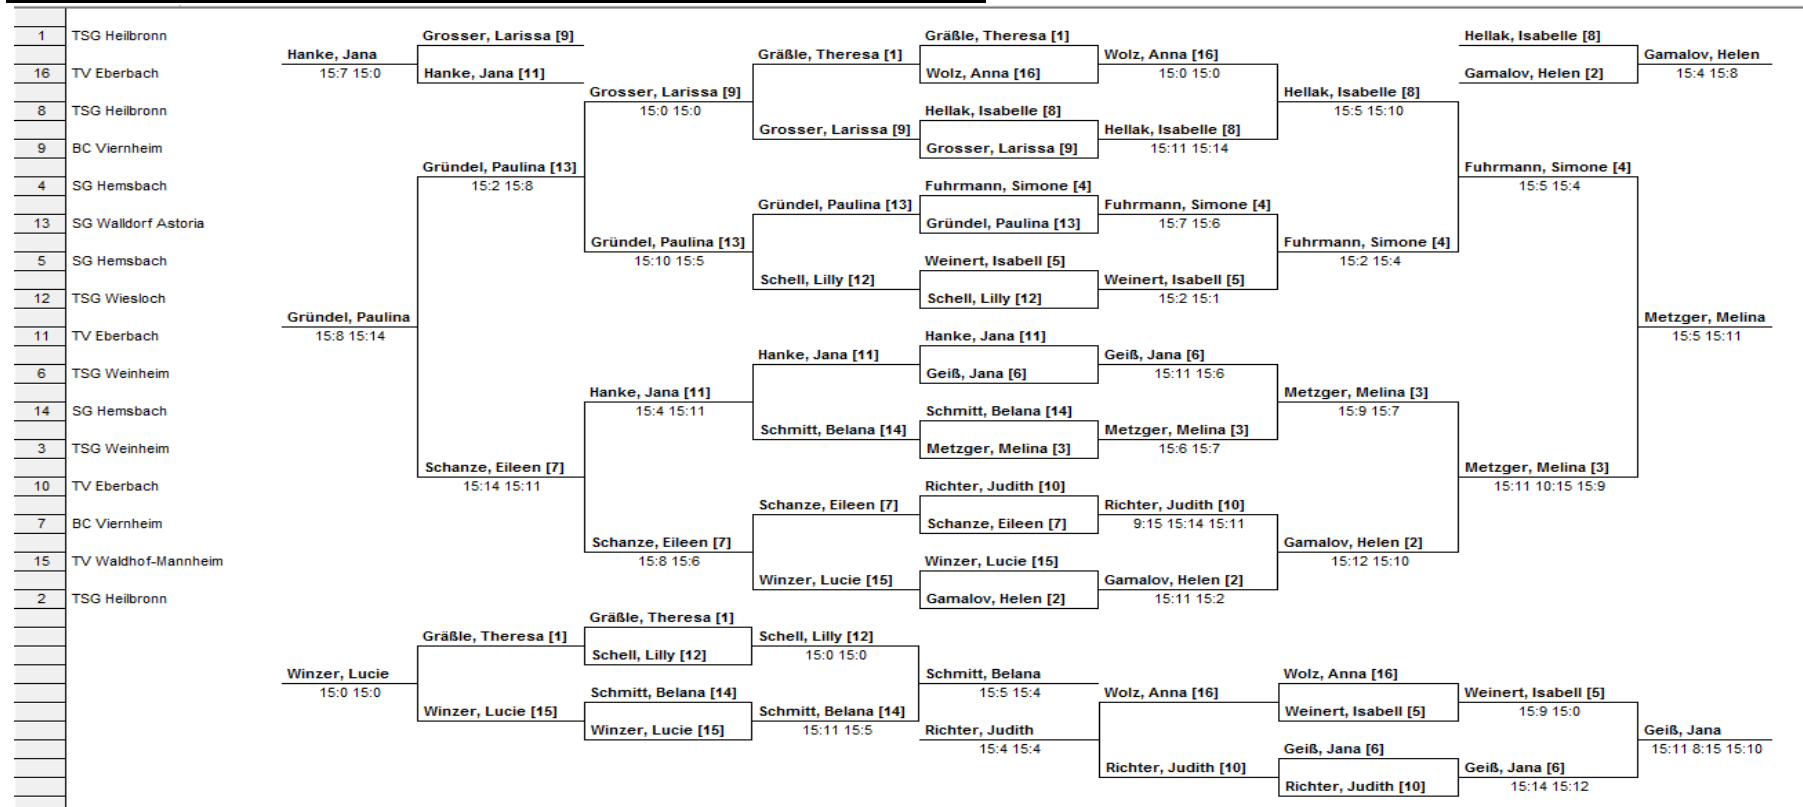 1 TSG Heilbronn Grosser, Larissa [9] Gräßle, Theresa [1] Hellak, Isabelle [8]
Hanke, Jana Gräßle, Theresa [1] Wolz, Anna [16] Gamalov, Helen
16 TV Eberbach 15:7 15:0 Hanke, Jana [11] Wolz, Anna [16] 15:0 15:0 Gamalov, Helen [2] 15:4 15:8
Grosser, Larissa [9] Hellak, Isabelle [8]
8 TSG Heilbronn 15:0 15:0 Hellak, Isabelle [8] 15:5 15:10
Grosser, Larissa [9] Hellak, Isabelle [8]
9 BC Viernheim Grosser, Larissa [9] 15:11 15:14
Gründel, Paulina [13] Fuhrmann, Simone [4]
4 SG Hemsbach 15:2 15:8 Fuhrmann, Simone [4] 15:5 15:4
Gründel, Paulina [13] Fuhrmann, Simone [4]
13 SG Walldorf Astoria Gründel, Paulina [13] 15:7 15:6
Gründel, Paulina [13] Fuhrmann, Simone [4]
5 SG Hemsbach 15:10 15:5 Weinert, Isabell [5] 15:2 15:4
Schell, Lilly [12] Weinert, Isabell [5]
12 TSG Wiesloch Schell, Lilly [12] 15:2 15:1
Gründel, Paulina Metzger, Melina
11 TV Eberbach 15:8 15:14 Hanke, Jana [11] 15:5 15:11
Hanke, Jana [11] Geiß, Jana [6]
6 TSG Weinheim Geiß, Jana [6] 15:11 15:6
Hanke, Jana [11] Metzger, Melina [3]
14 SG Hemsbach 15:4 15:11 Schmitt, Belana [14] 15:9 15:7
Schmitt, Belana [14] Metzger, Melina [3]
3 TSG Weinheim Metzger, Melina [3] 15:6 15:7
Schanze, Eileen [7] Metzger, Melina [3]
10 TV Eberbach 15:14 15:11 Richter, Judith [10] 15:11 10:15 15:9
Schanze, Eileen [7] Richter, Judith [10]
7 BC Viernheim Schanze, Eileen [7] 9:15 15:14 15:11
Schanze, Eileen [7] Gamalov, Helen [2]
15 TV Waldhof-Mannheim 15:8 15:6 Winzer, Lucie [15] 15:12 15:10
Winzer, Lucie [15] Gamalov, Helen [2]
2 TSG Heilbronn Gamalov, Helen [2] 15:11 15:2
Gräßle, Theresa [1]
Gräßle, Theresa [1] Schell, Lilly [12]
Schell, Lilly [12] 15:0 15:0
Winzer, Lucie Schmitt, Belana Wolz, Anna [16]
15:0 15:0 Schmitt, Belana [14] 15:5 15:4 Wolz, Anna [16] Weinert, Isabell [5]
Winzer, Lucie [15] Schmitt, Belana [14] Weinert, Isabell [5] 15:9 15:0
Winzer, Lucie [15] 15:11 15:5 Richter, Judith Geiß, Jana
15:4 15:4 Geiß, Jana [6] 15:11 8:15 15:10
Richter, Judith [10] Geiß, Jana [6]
Richter, Judith [10] 15:14 15:12